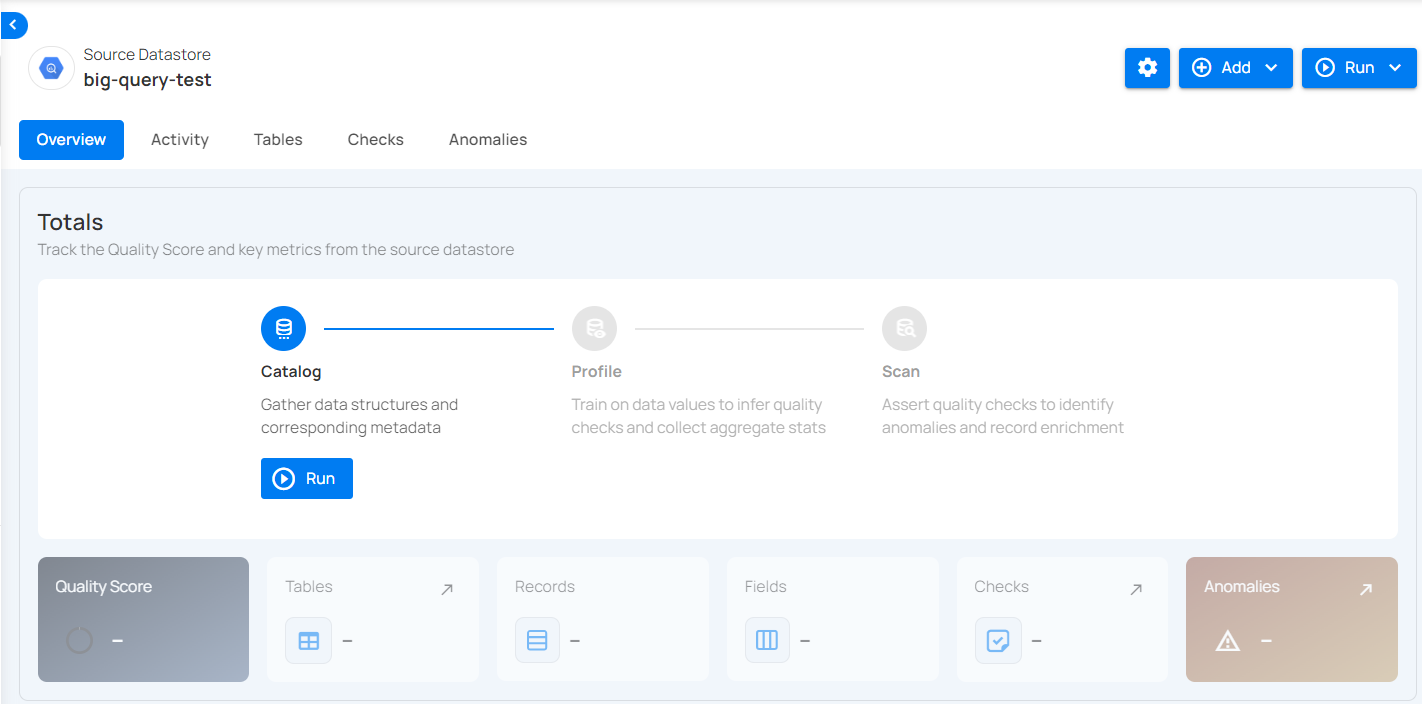 Source Datastore
big-query-test
Add
Run
Overview
Activity
Tables
Checks
Anomalies
Totals
Track the Quality Score and key metrics from the source datastore
Catalog
Gather data structures and
corresponding metadata
Run
Profile
Train on data values to infer quality
checks and collect aggregate stats
Scan
Assert quality checks to identify
anomalies and record enrichment
Quality Score
–
Tables
–
Records
–
Fields
–
Checks
–
Anomalies
–